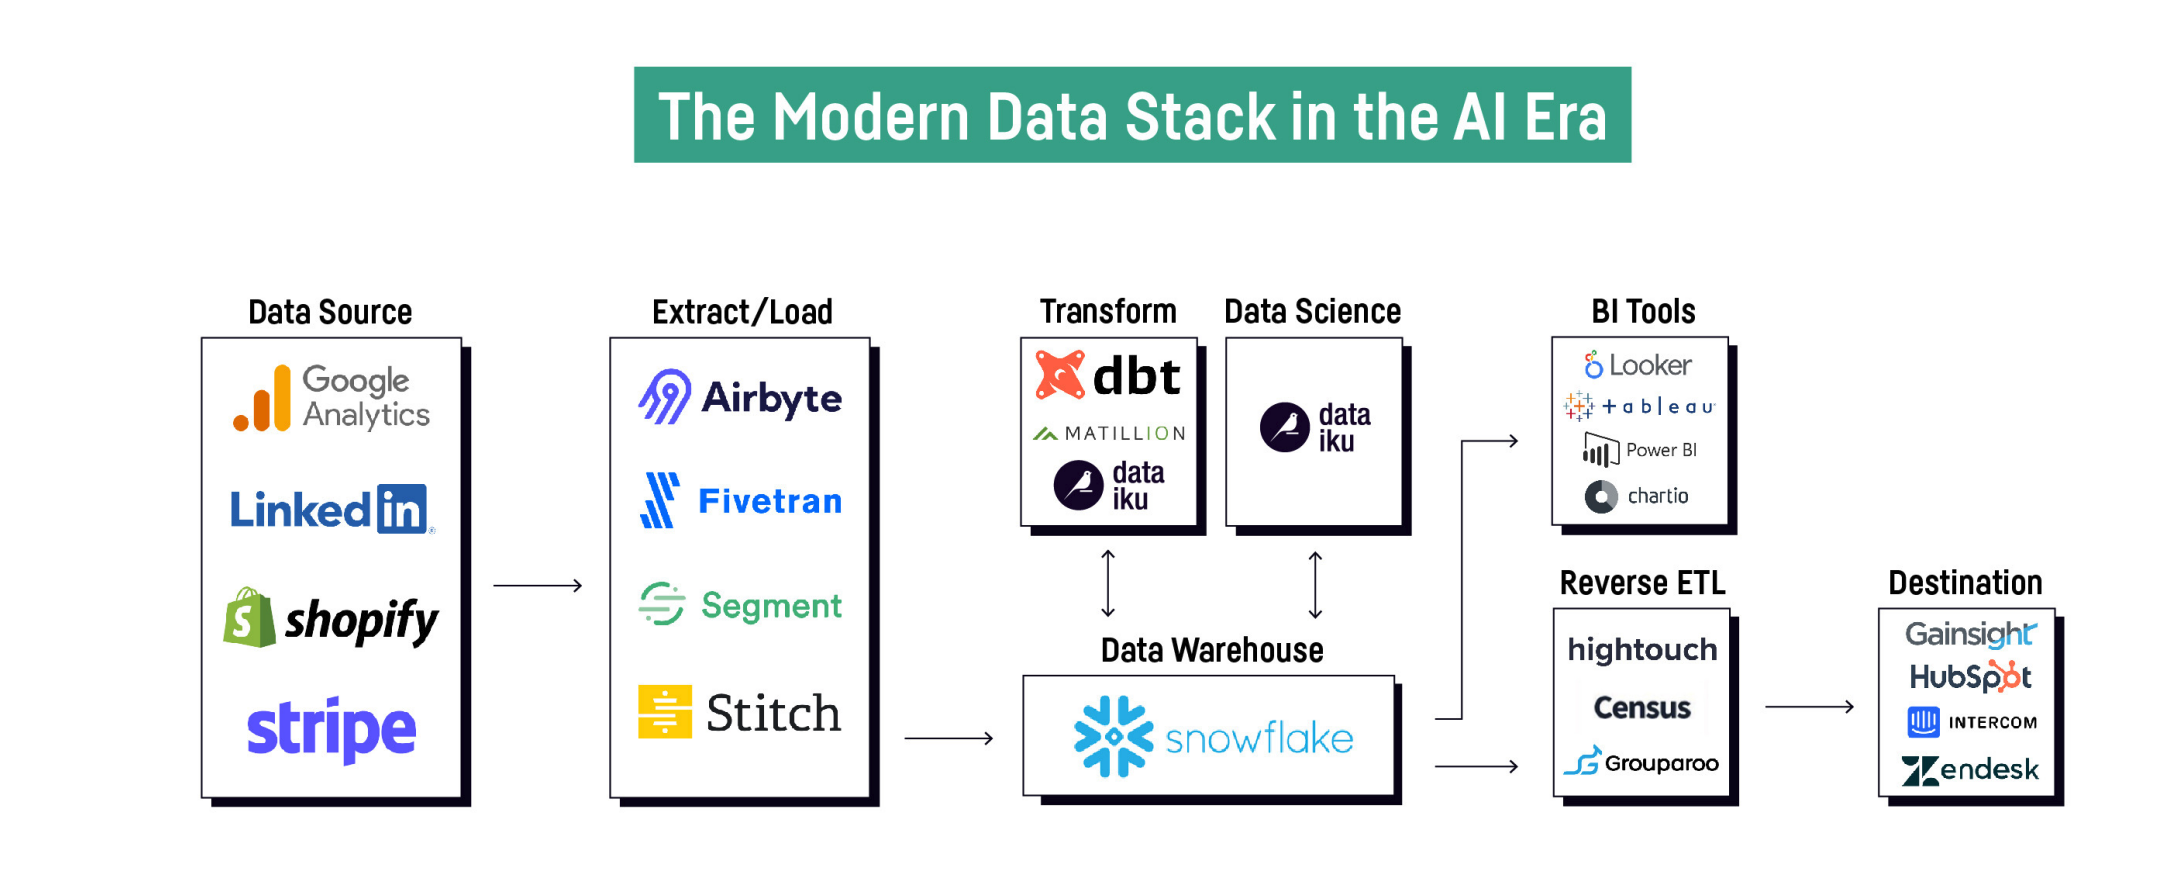 The Modern Data Stack in the AI Era
Data Source
Google
Analytics
Linkedin
®
shopify
stripe
Extract/Load
Airbyte
Fivetran
Segment
Stitch
Transform
dbt
MATILLION
data
iku
Data Science
data
iku
Data Warehouse
snowflake
BI Tools
Looker
+ableau
Power BI
chartio
Reverse ETL
hightouch
Census
Grouparoo
Destination
Gainsight
HubSpot
INTERCOM
Zendesk